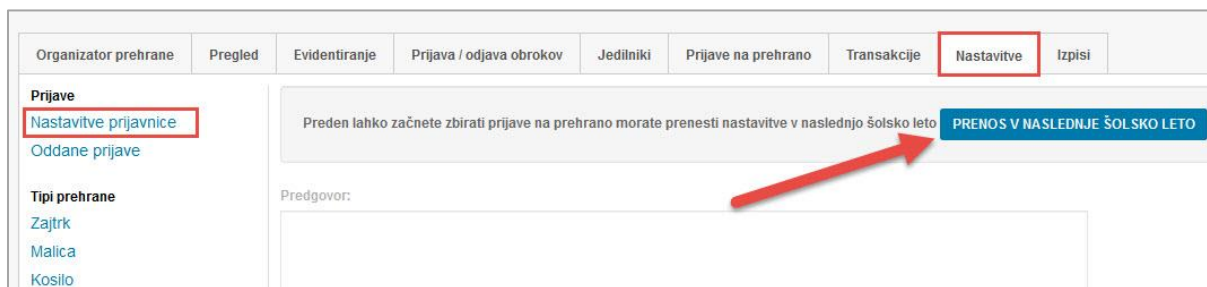 Organizator prehrane Pregled Evidentiranje Prijava / odjava obrokov Jedilniki Prijave na prehrano Transakcije Nastavitve Izpisi
Prijave
Nastavitve prijavnice
Oddane prijave
Tipi prehrane
Zajtrk
Malica
Kosilo
Preden lahko začnete zbirati prijave na prehrano morate prenesti nastavitve v naslednjo šolsko leto PRENOS V NASLEDNJE ŠOLSKO LETO
Predgovor: